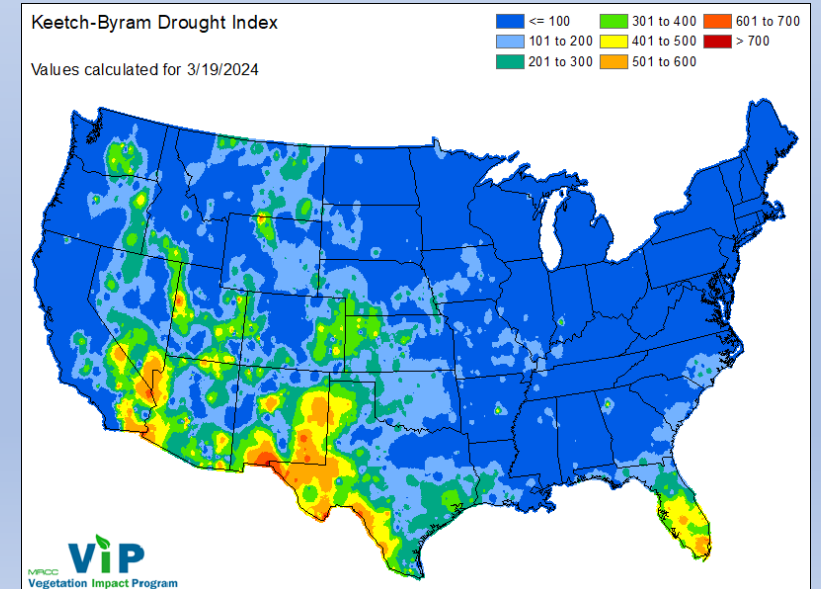 Keetch-Byram Drought Index
Values calculated for 3/19/2024
<= 100
101 to 200
201 to 300
301 to 400
401 to 500
501 to 600
601 to 700
> 700
MRCC ViP
Vegetation Impact Program